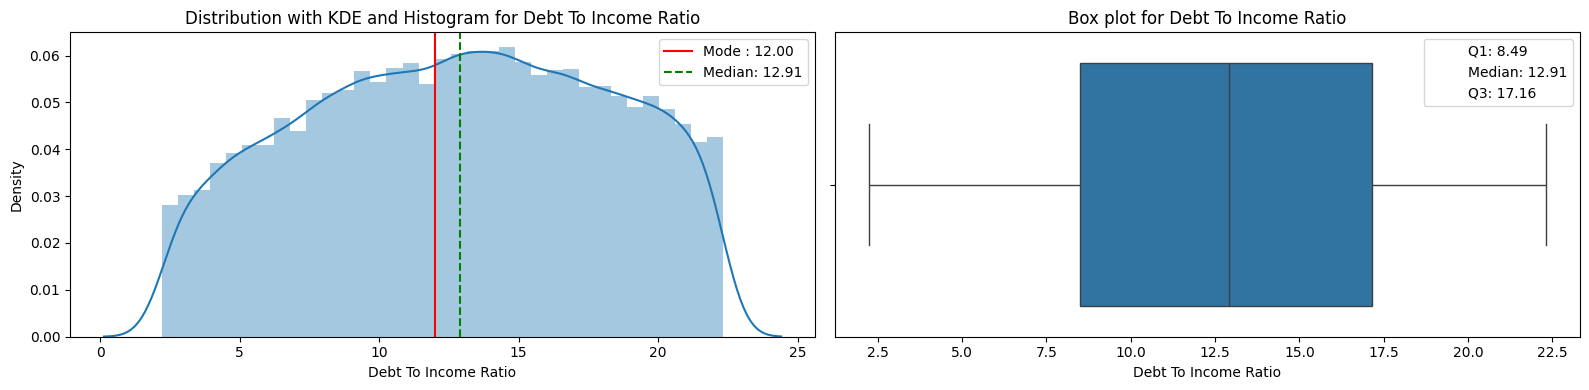 Distribution with KDE and Histogram for Debt To Income Ratio
Mode : 12.00
Median: 12.91
Density
0.06
0.05
0.04
0.03
0.02
0.01
0.00
0 5 10 15 20 25
Debt To Income Ratio
Box plot for Debt To Income Ratio
Q1: 8.49
Median: 12.91
Q3: 17.16
2.5 5.0 7.5 10.0 12.5 15.0 17.5 20.0 22.5
Debt To Income Ratio